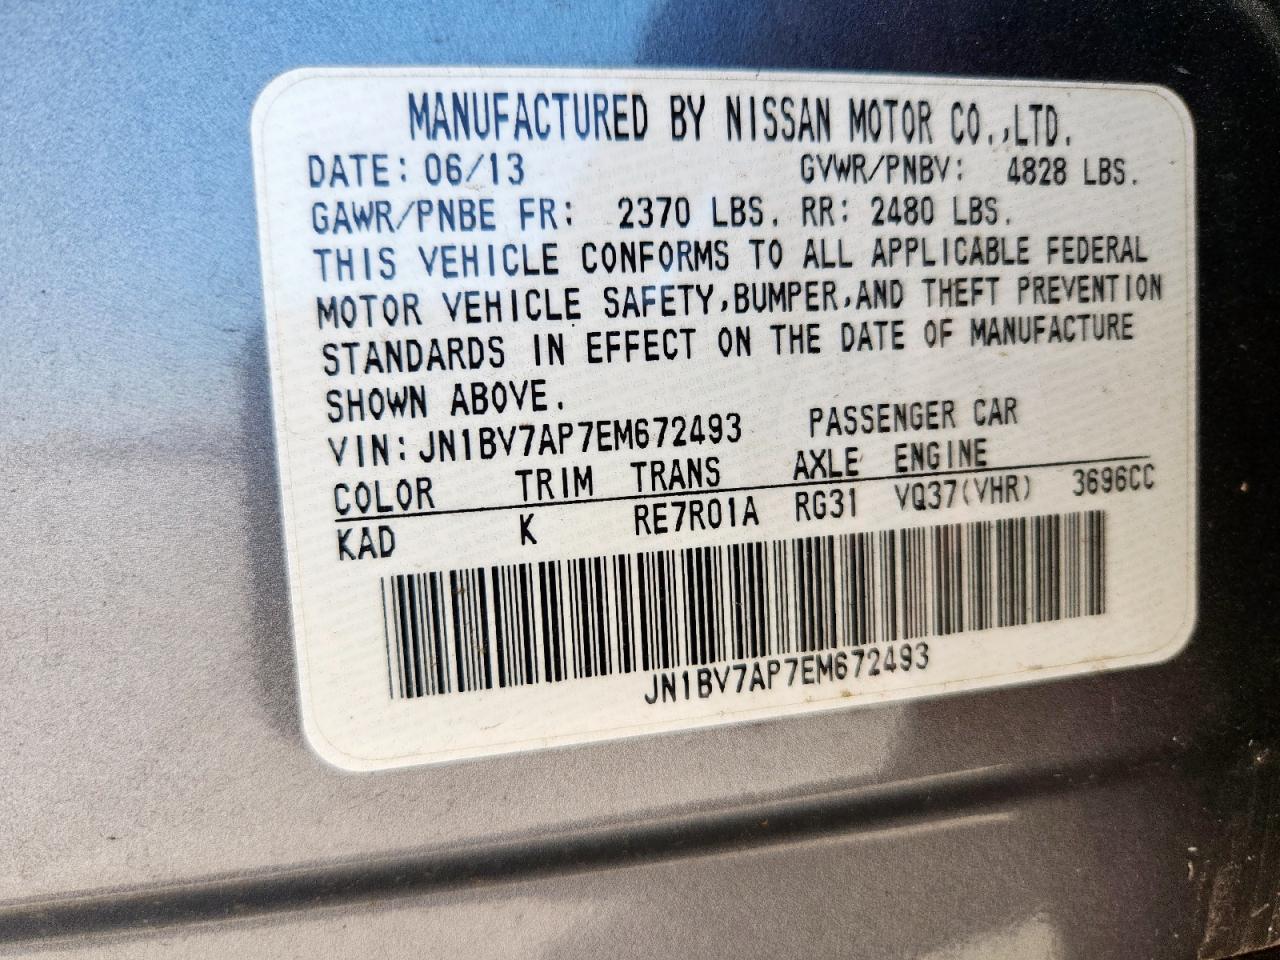 MANUFACTURED BY NISSAN MOTOR CO.,LTD.
DATE: 06/13 GVWR/PNBV: 4828 LBS.
GAWR/PNBE FR: 2370 LBS. RR: 2480 LBS.
THIS VEHICLE CONFORMS TO ALL APPLICABLE FEDERAL
MOTOR VEHICLE SAFETY,BUMPER,AND THEFT PREVENTION
STANDARDS IN EFFECT ON THE DATE OF MANUFACTURE
SHOWN ABOVE.
VIN:JN1BV7AP7EM672493 PASSENGER CAR
COLOR TRIM TRANS AXLE ENGINE
KAD K RE7R01A RG31 VQ37(VHR) 3696CC
JN1BV7AP7EM672493